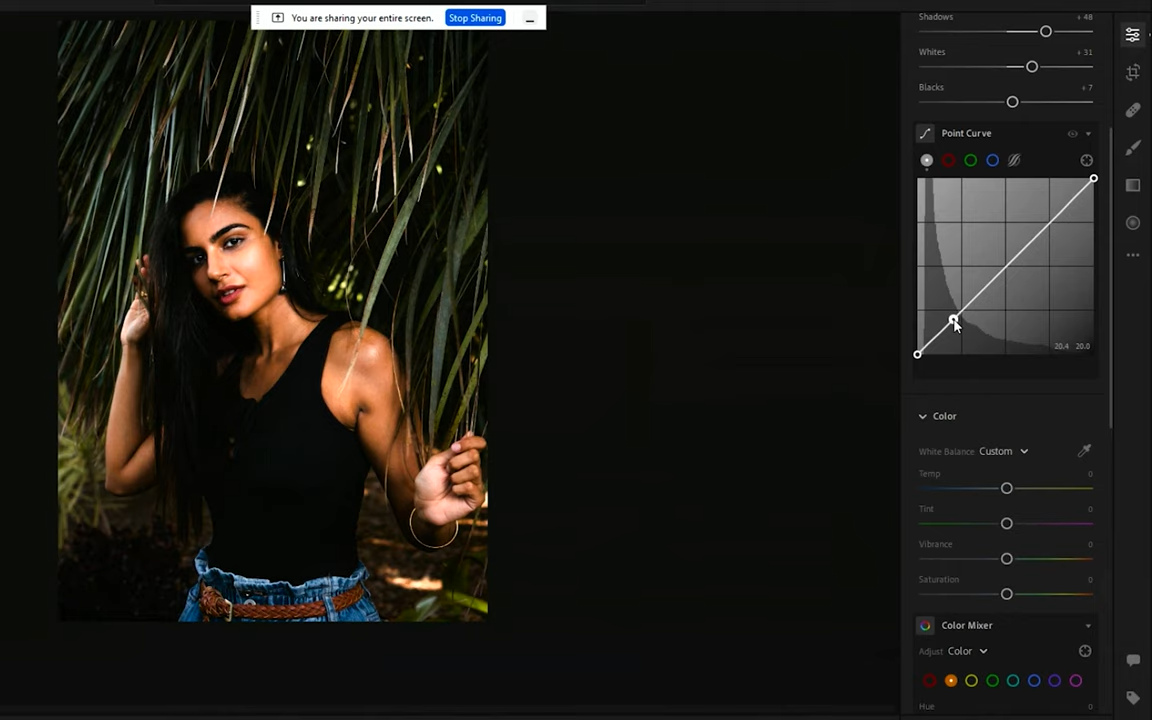 You are sharing your entire screen. Stop Sharing
Shadows + 48
Whites + 31
Blacks + 7
Point Curve
20.4 20.0
Color
White Balance Custom
Temp 0
Tint 0
Vibrance 0
Saturation 0
Color Mixer
Adjust Color
Hue 0